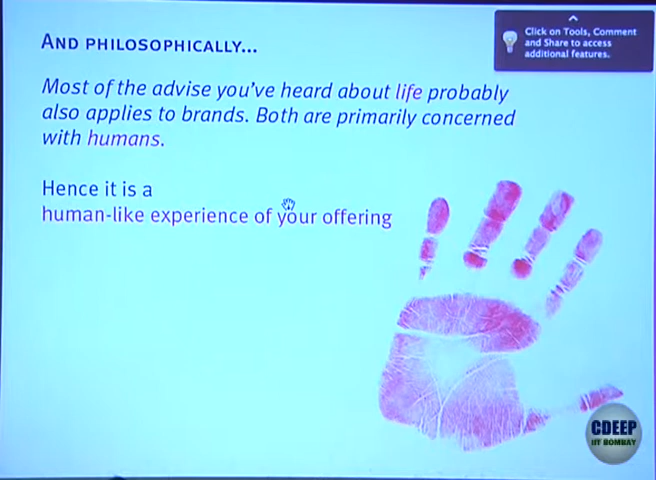 AND PHILOSOPHICALLY...
Most of the advise you've heard about life probably
also applies to brands. Both are primarily concerned
with humans.
Hence it is a
human-like experience of your offering
Click on Tools, Comment
and Share to access
additional features.
CDEEP
IIT BOMBAY